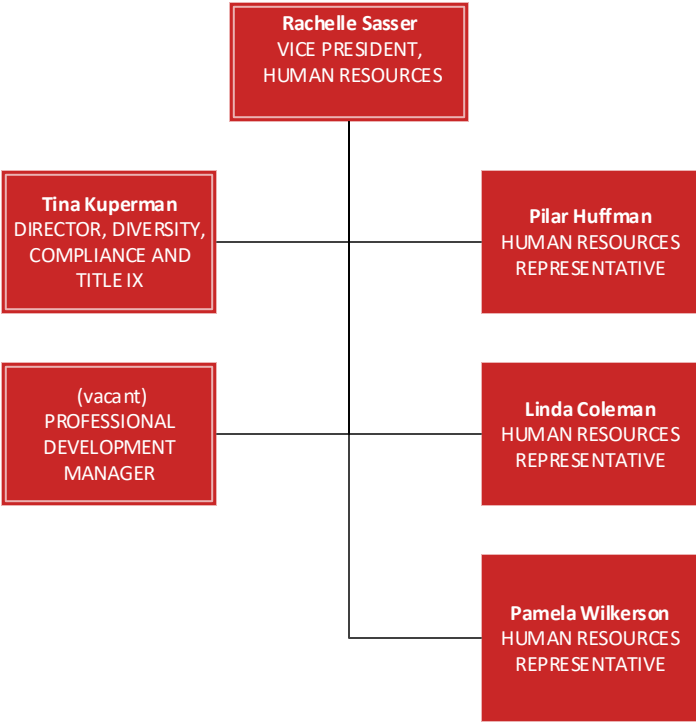 Rachelle Sasser
VICE PRESIDENT,
HUMAN RESOURCES
Tina Kuperman
DIRECTOR, DIVERSITY,
COMPLIANCE AND
TITLE IX
Pilar Huffman
HUMAN RESOURCES
REPRESENTATIVE
(vacant)
PROFESSIONAL
DEVELOPMENT
MANAGER
Linda Coleman
HUMAN RESOURCES
REPRESENTATIVE
Pamela Wilkerson
HUMAN RESOURCES
REPRESENTATIVE